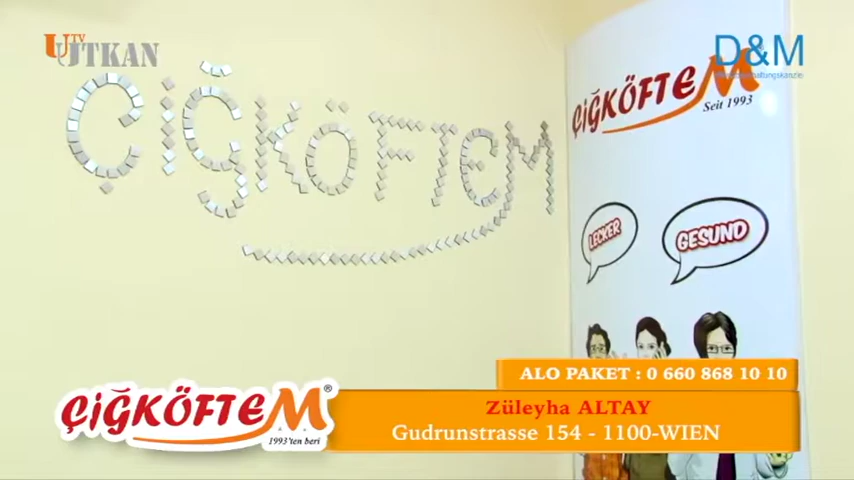 UTV UTKAN
D&M
ÇİĞKÖFTEM
ÇİĞKÖFTEM
Seit 1993
LECKER
GESUND
ALO PAKET : 0 660 868 10 10
ÇİĞKÖFTEM®
1993'ten beri
Züleyha ALTAY
Gudrunstrasse 154 - 1100-WIEN